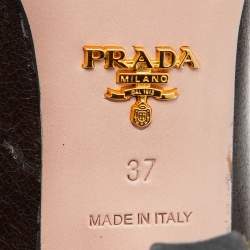 PRADA
MILANO
DAL 1913
37
MADE IN ITALY